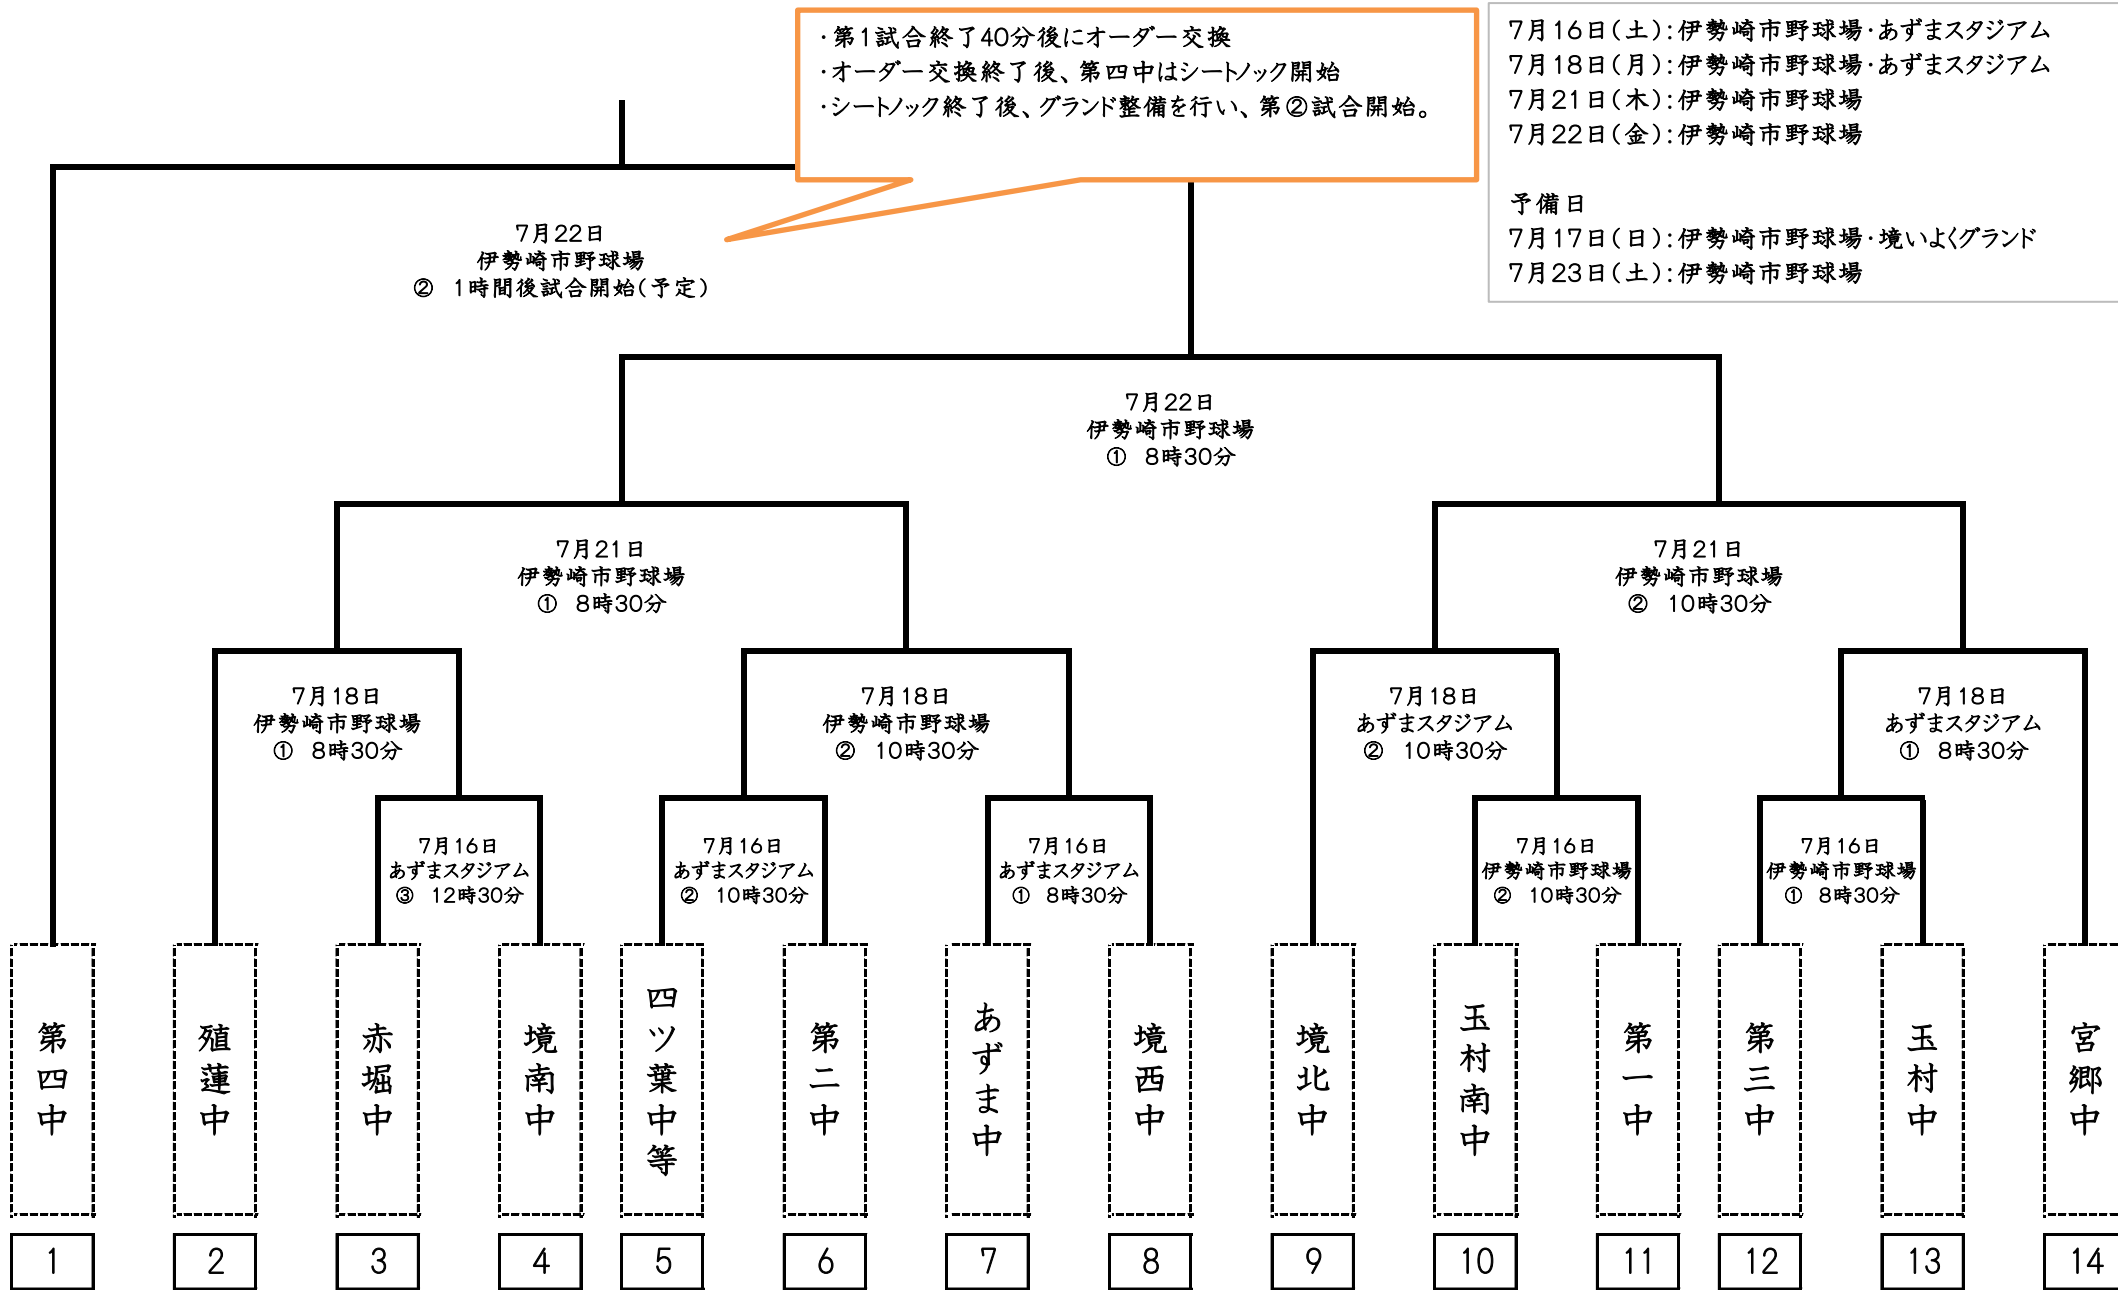 ・第1試合終了40分後にオーダー交換
・オーダー交換終了後、第四中はシートノック開始
・シートノック終了後、グランド整備を行い、第②試合開始。
7月16日(土):伊勢崎市野球場・あずまスタジアム
7月18日(月):伊勢崎市野球場・あずまスタジアム
7月21日(木):伊勢崎市野球場
7月22日(金):伊勢崎市野球場
予備日
7月17日(日):伊勢崎市野球場・境いよくグランド
7月23日(土):伊勢崎市野球場
7月22日
伊勢崎市野球場
② 1時間後試合開始(予定)
7月22日
伊勢崎市野球場
① 8時30分
7月21日
伊勢崎市野球場
① 8時30分
7月21日
伊勢崎市野球場
② 10時30分
7月18日
伊勢崎市野球場
① 8時30分
7月18日
伊勢崎市野球場
② 10時30分
7月18日
あずまスタジアム
② 10時30分
7月18日
あずまスタジアム
① 8時30分
7月16日
あずまスタジアム
③ 12時30分
7月16日
あずまスタジアム
② 10時30分
7月16日
あずまスタジアム
① 8時30分
7月16日
伊勢崎市野球場
② 10時30分
7月16日
伊勢崎市野球場
① 8時30分
第四中
殖蓮中
赤堀中
境南中
四ツ葉中等
第二中
あずま中
境西中
境北中
玉村南中
第一中
第三中
玉村中
宮郷中
1
2
3
4
5
6
7
8
9
10
11
12
13
14